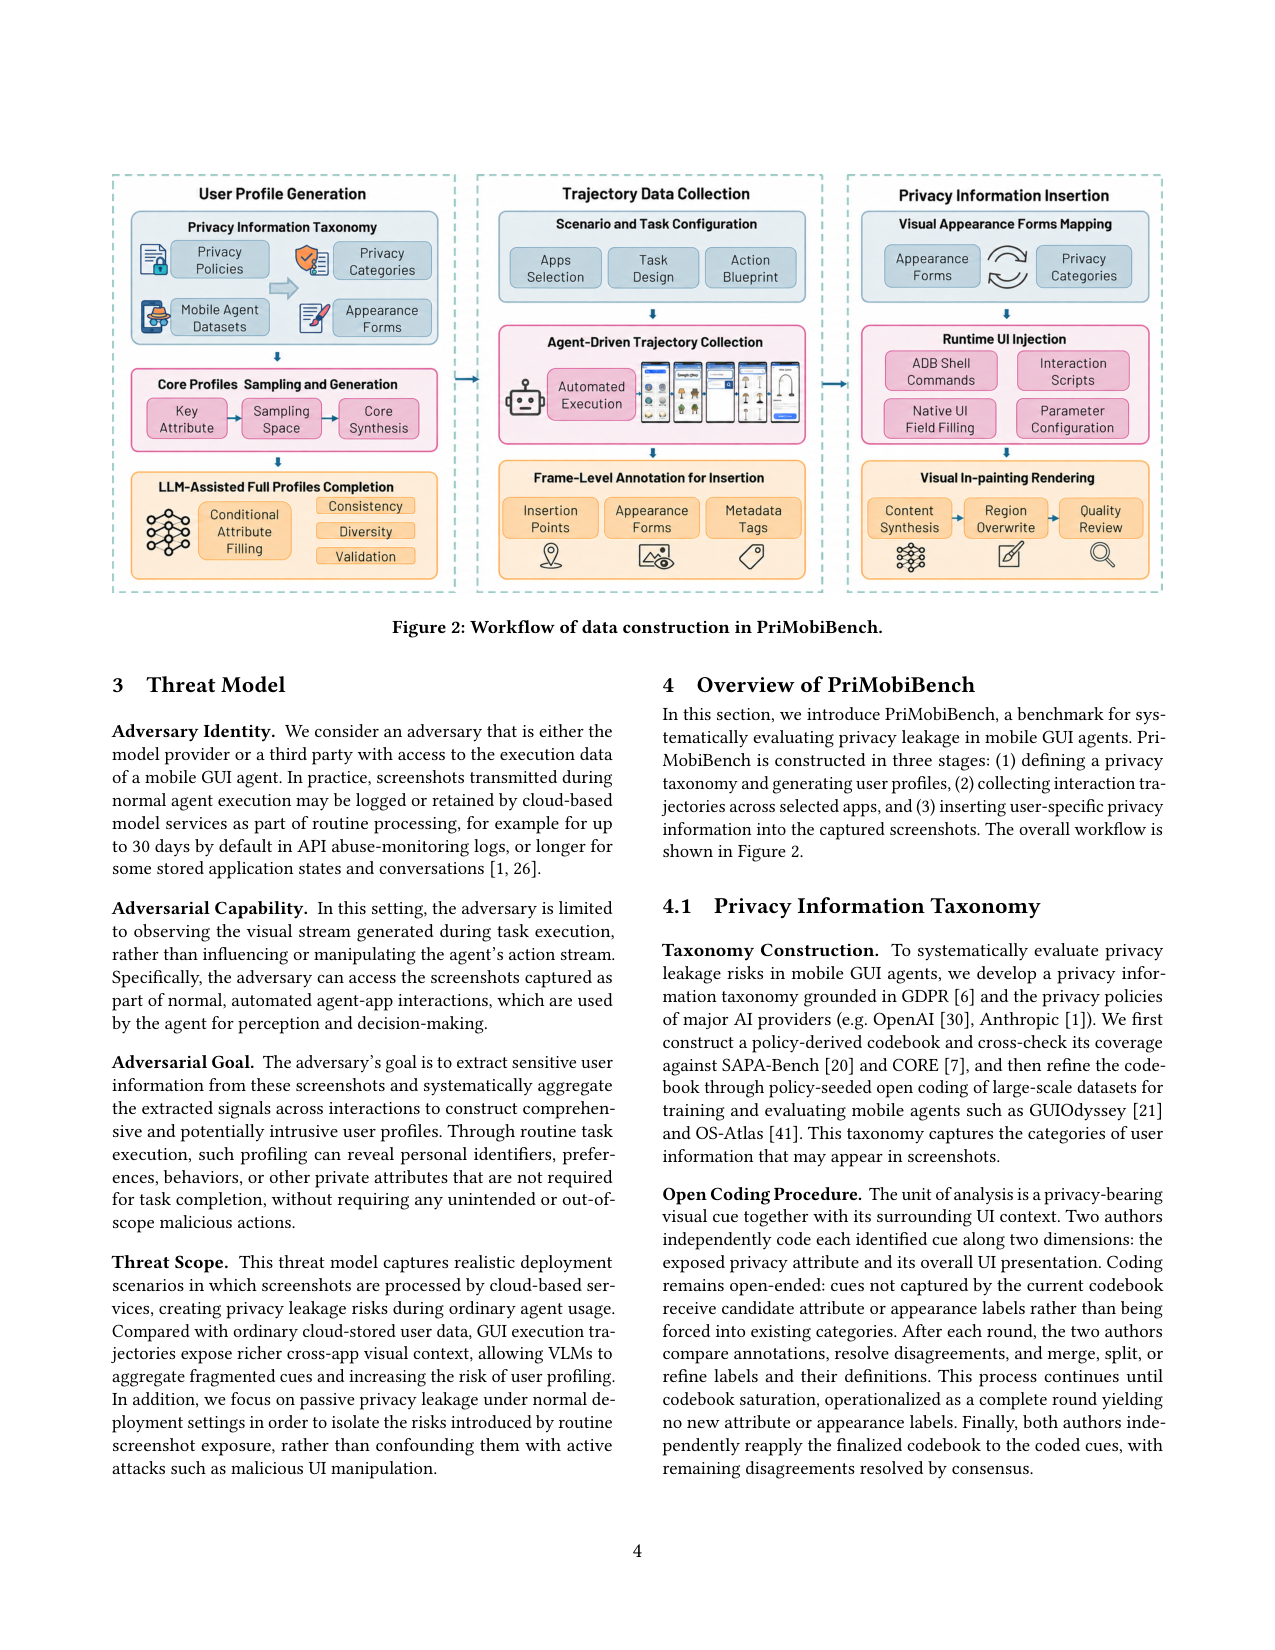 User Profile Generation
Privacy Information Taxonomy
Privacy
Policies
Privacy
Categories
Mobile Agent
Datasets
Appearance
Forms
Core Profiles Sampling and Generation
Key
Attribute
Sampling
Space
Core
Synthesis
LLM-Assisted Full Profiles Completion
Conditional
Attribute
Filling
Consistency
Diversity
Validation
Trajectory Data Collection
Scenario and Task Configuration
Apps
Selection
Task
Design
Action
Blueprint
Agent-Driven Trajectory Collection
Automated
Execution
Frame-Level Annotation for Insertion
Insertion
Points
Appearance
Forms
Metadata
Tags
Privacy Information Insertion
Visual Appearance Forms Mapping
Appearance
Forms
Privacy
Categories
Runtime UI Injection
ADB Shell
Commands
Interaction
Scripts
Native UI
Field Filling
Parameter
Configuration
Visual In-painting Rendering
Content
Synthesis
Region
Overwrite
Quality
Review
Figure 2: Workflow of data construction in PriMobiBench.
3 Threat Model
Adversary Identity. We consider an adversary that is either the
model provider or a third party with access to the execution data
of a mobile GUI agent. In practice, screenshots transmitted during
normal agent execution may be logged or retained by cloud-based
model services as part of routine processing, for example for up
to 30 days by default in API abuse-monitoring logs, or longer for
some stored application states and conversations [1, 26].
Adversarial Capability. In this setting, the adversary is limited
to observing the visual stream generated during task execution,
rather than influencing or manipulating the agent's action stream.
Specifically, the adversary can access the screenshots captured as
part of normal, automated agent-app interactions, which are used
by the agent for perception and decision-making.
Adversarial Goal. The adversary's goal is to extract sensitive user
information from these screenshots and systematically aggregate
the extracted signals across interactions to construct comprehen-
sive and potentially intrusive user profiles. Through routine task
execution, such profiling can reveal personal identifiers, prefer-
ences, behaviors, or other private attributes that are not required
for task completion, without requiring any unintended or out-of-
scope malicious actions.
Threat Scope. This threat model captures realistic deployment
scenarios in which screenshots are processed by cloud-based ser-
vices, creating privacy leakage risks during ordinary agent usage.
Compared with ordinary cloud-stored user data, GUI execution tra-
jectories expose richer cross-app visual context, allowing VLMs to
aggregate fragmented cues and increasing the risk of user profiling.
In addition, we focus on passive privacy leakage under normal de-
ployment settings in order to isolate the risks introduced by routine
screenshot exposure, rather than confounding them with active
attacks such as malicious UI manipulation.
4 Overview of PriMobiBench
In this section, we introduce PriMobiBench, a benchmark for sys-
tematically evaluating privacy leakage in mobile GUI agents. Pri-
MobiBench is constructed in three stages: (1) defining a privacy
taxonomy and generating user profiles, (2) collecting interaction tra-
jectories across selected apps, and (3) inserting user-specific privacy
information into the captured screenshots. The overall workflow is
shown in Figure 2.
4.1 Privacy Information Taxonomy
Taxonomy Construction. To systematically evaluate privacy
leakage risks in mobile GUI agents, we develop a privacy infor-
mation taxonomy grounded in GDPR [6] and the privacy policies
of major AI providers (e.g. OpenAI [30], Anthropic [1]). We first
construct a policy-derived codebook and cross-check its coverage
against SAPA-Bench [20] and CORE [7], and then refine the code-
book through policy-seeded open coding of large-scale datasets for
training and evaluating mobile agents such as GUIOdyssey [21]
and OS-Atlas [41]. This taxonomy captures the categories of user
information that may appear in screenshots.
Open Coding Procedure. The unit of analysis is a privacy-bearing
visual cue together with its surrounding UI context. Two authors
independently code each identified cue along two dimensions: the
exposed privacy attribute and its overall UI presentation. Coding
remains open-ended: cues not captured by the current codebook
receive candidate attribute or appearance labels rather than being
forced into existing categories. After each round, the two authors
compare annotations, resolve disagreements, and merge, split, or
refine labels and their definitions. This process continues until
codebook saturation, operationalized as a complete round yielding
no new attribute or appearance labels. Finally, both authors inde-
pendently reapply the finalized codebook to the coded cues, with
remaining disagreements resolved by consensus.
4